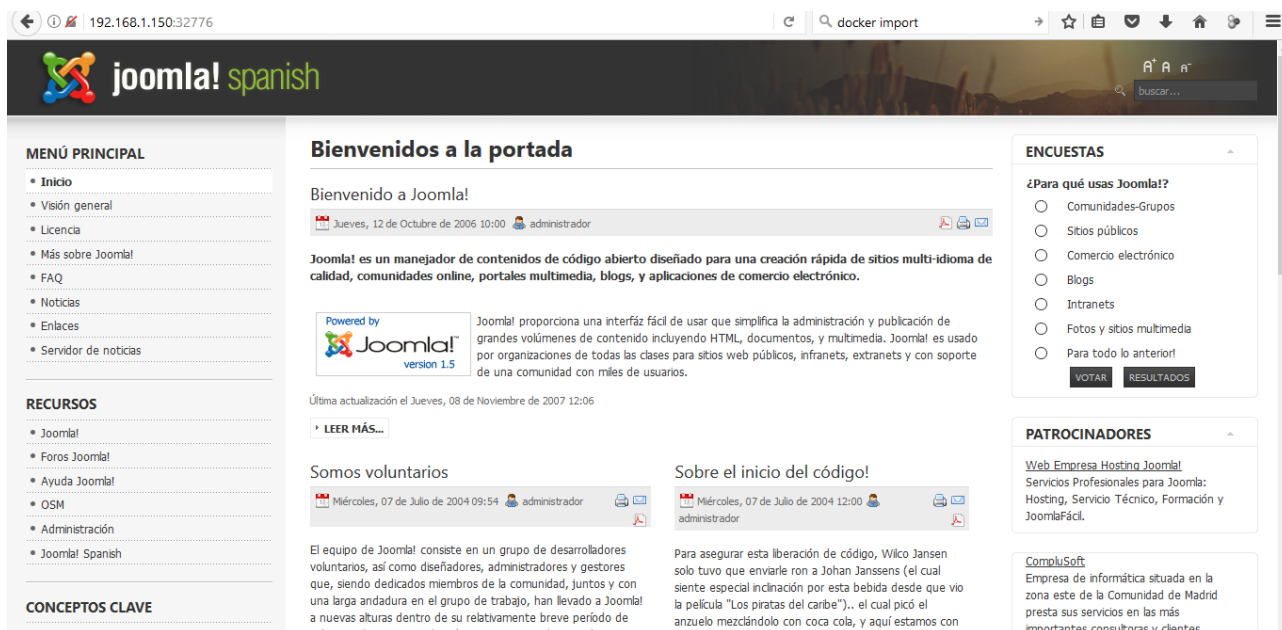 192.168.1.150:32776
docker import
joomla! spanish
A+ A A-
buscar...
MENÚ PRINCIPAL
Inicio
Visión general
Licencia
Más sobre Joomla!
FAQ
Noticias
Enlaces
Servidor de noticias
RECURSOS
Joomla!
Foros Joomla!
Ayuda Joomla!
OSM
Administración
Joomla! Spanish
CONCEPTOS CLAVE
Bienvenidos a la portada
Bienvenido a Joomla!
Jueves, 12 de Octubre de 2006 10:00 administrador
Joomla! es un manejador de contenidos de código abierto diseñado para una creación rápida de sitios multi-idioma de
calidad, comunidades online, portales multimedia, blogs, y aplicaciones de comercio electrónico.
Powered by
Joomla!™
version 1.5
Joomla! proporciona una interfáz fácil de usar que simplifica la administración y publicación de
grandes volúmenes de contenido incluyendo HTML, documentos, y multimedia. Joomla! es usado
por organizaciones de todas las clases para sitios web públicos, infranets, extranets y con soporte
de una comunidad con miles de usuarios.
Última actualización el Jueves, 08 de Noviembre de 2007 12:06
LEER MÁS...
Somos voluntarios
Miércoles, 07 de Julio de 2004 09:54 administrador
El equipo de Joomla! consiste en un grupo de desarrolladores
voluntarios, así como diseñadores, administradores y gestores
que, siendo dedicados miembros de la comunidad, juntos y con
una larga andadura en el grupo de trabajo, han llevado a Joomla!
a nuevas alturas dentro de su relativamente breve período de
Sobre el inicio del código!
Miércoles, 07 de Julio de 2004 12:00
administrador
Para asegurar esta liberación de código, Wilco Jansen
solo tuvo que enviarle ron a Johan Janssens (el cual
siente especial inclinación por esta bebida desde que vio
la película "Los piratas del caribe").. el cual picó el
anzuelo mezclándolo con coca cola, y aquí estamos con
ENCUESTAS
¿Para qué usas Joomla!?
Comunidades-Grupos
Sitios públicos
Comercio electrónico
Blogs
Intranets
Fotos y sitios multimedia
Para todo lo anterior!
VOTAR RESULTADOS
PATROCINADORES
Web Empresa Hosting Joomla!
Servicios Profesionales para Joomla:
Hosting, Servicio Técnico, Formación y
JoomlaFácil.
CompluSoft
Empresa de informática situada en la
zona este de la Comunidad de Madrid
presta sus servicios en las más
importantes consultoras y clientes